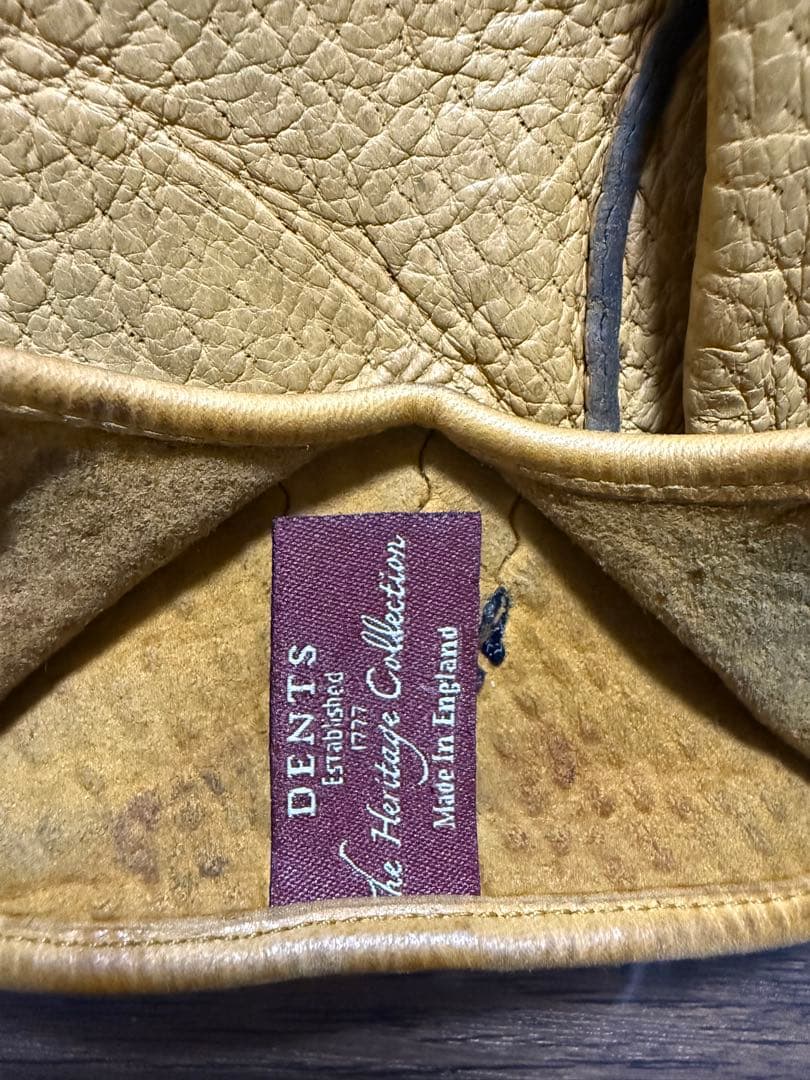 DENTS
Established
1777
The Heritage Collection
Made in England